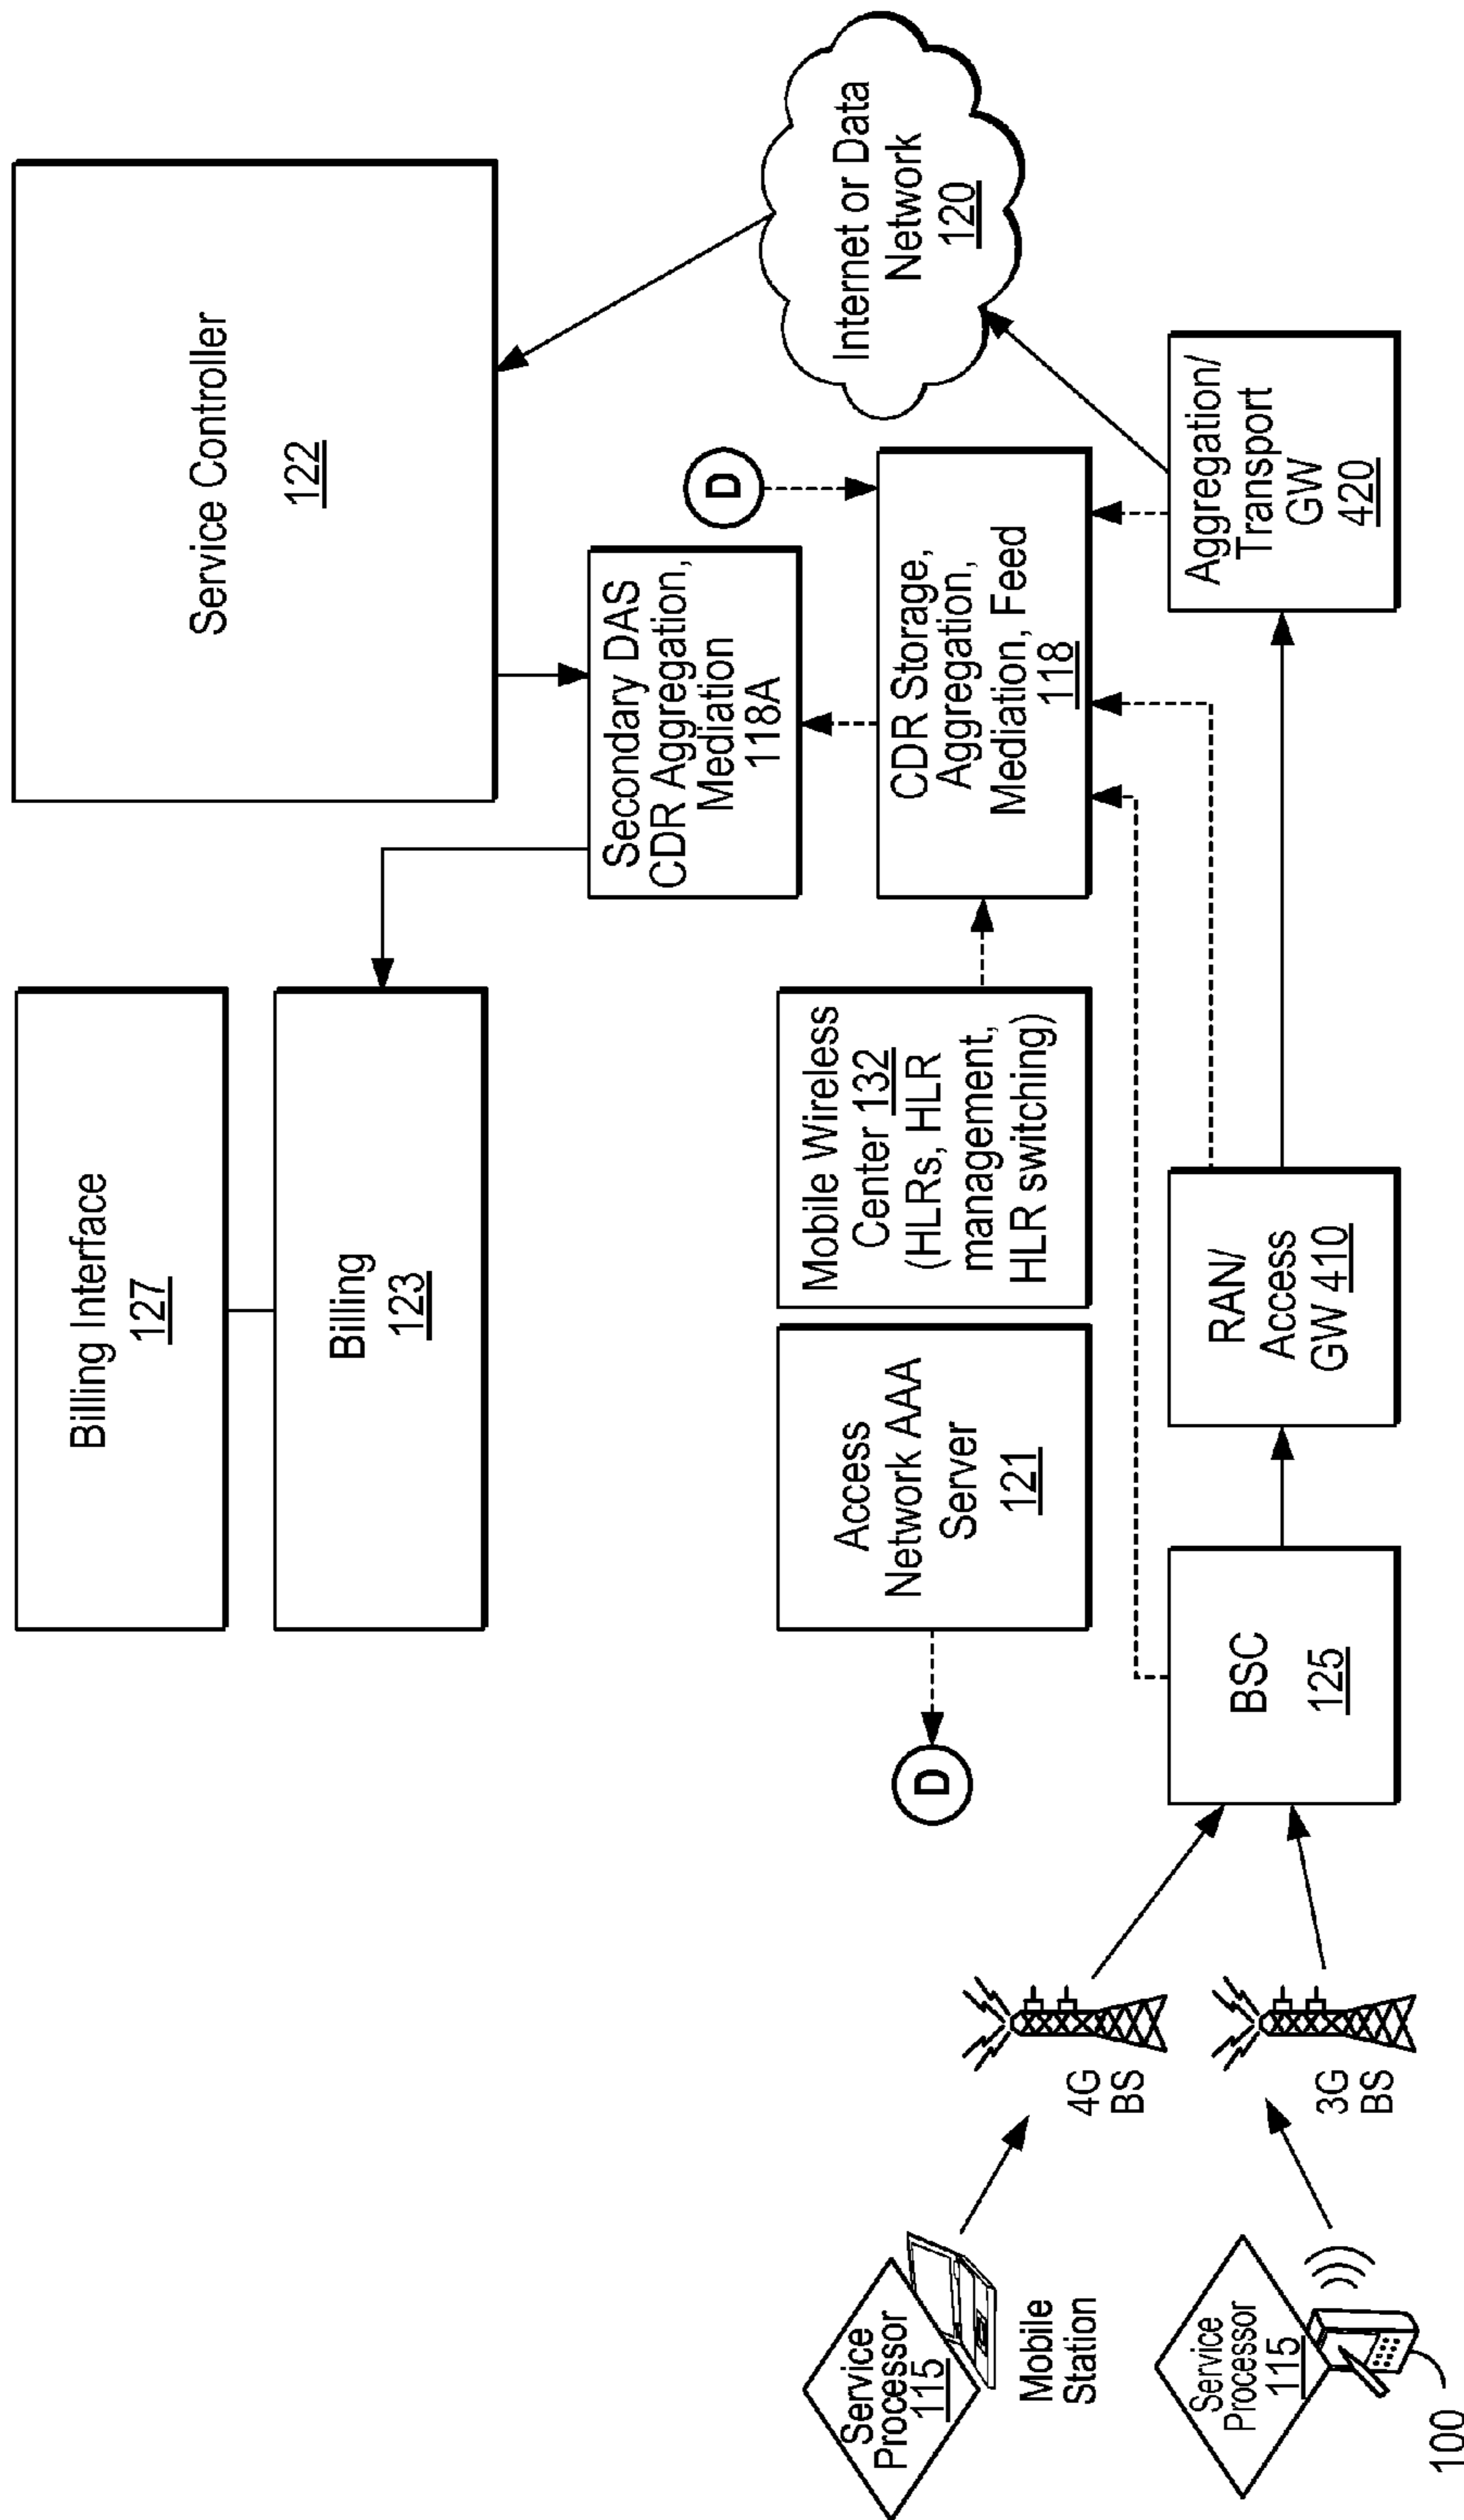 Billing Interface
127
Service Controller
122
Billing
123
Secondary DAS
CDR Aggregation,
Mediation
118A
D
Internet or Data
Network
120
Access
Network AAA
Server
121
Mobile Wireless
Center 132
(HLRs, HLR
management,
HLR switching)
CDR Storage,
Aggregation,
Mediation, Feed
118
D
Service
Processor
115
Mobile
Station
4G
BS
BSC
125
RAN/
Access
GW 410
Aggregation/
Transport
GW
420
Service
Processor
115
3G
BS
100